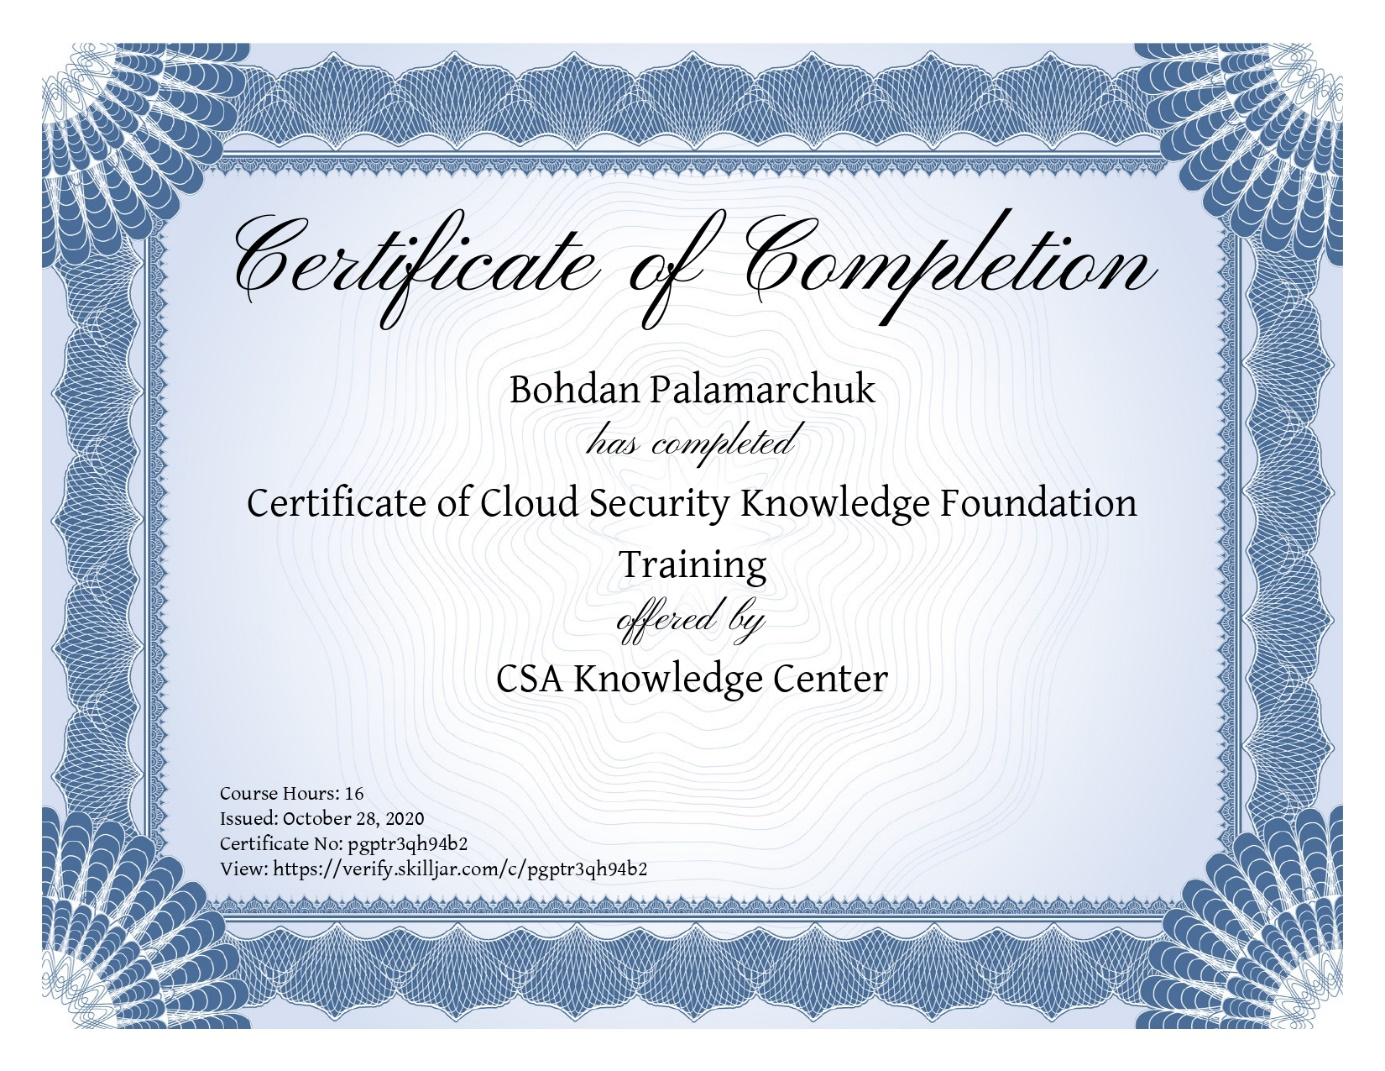 Certificate of Completion
Bohdan Palamarchuk
has completed
Certificate of Cloud Security Knowledge Foundation
Training
offered by
CSA Knowledge Center
Course Hours: 16
Issued: October 28, 2020
Certificate No: pgptr3qh94b2
View: https://verify.skilljar.com/c/pgptr3qh94b2